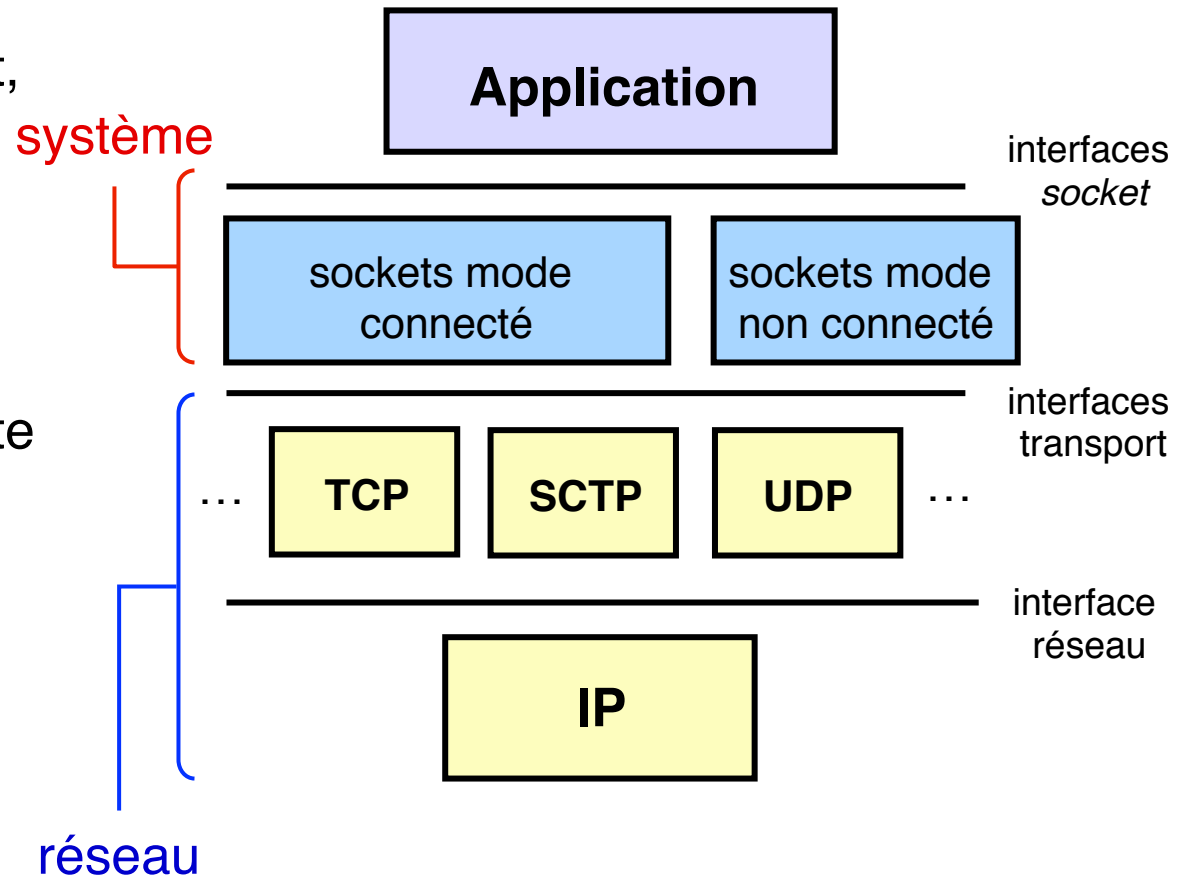 t,
Application
système
interfaces
socket
sockets mode
connecté
sockets mode
non connecté
interfaces
transport
te
... TCP SCTP UDP ...
interface
réseau
IP
réseau